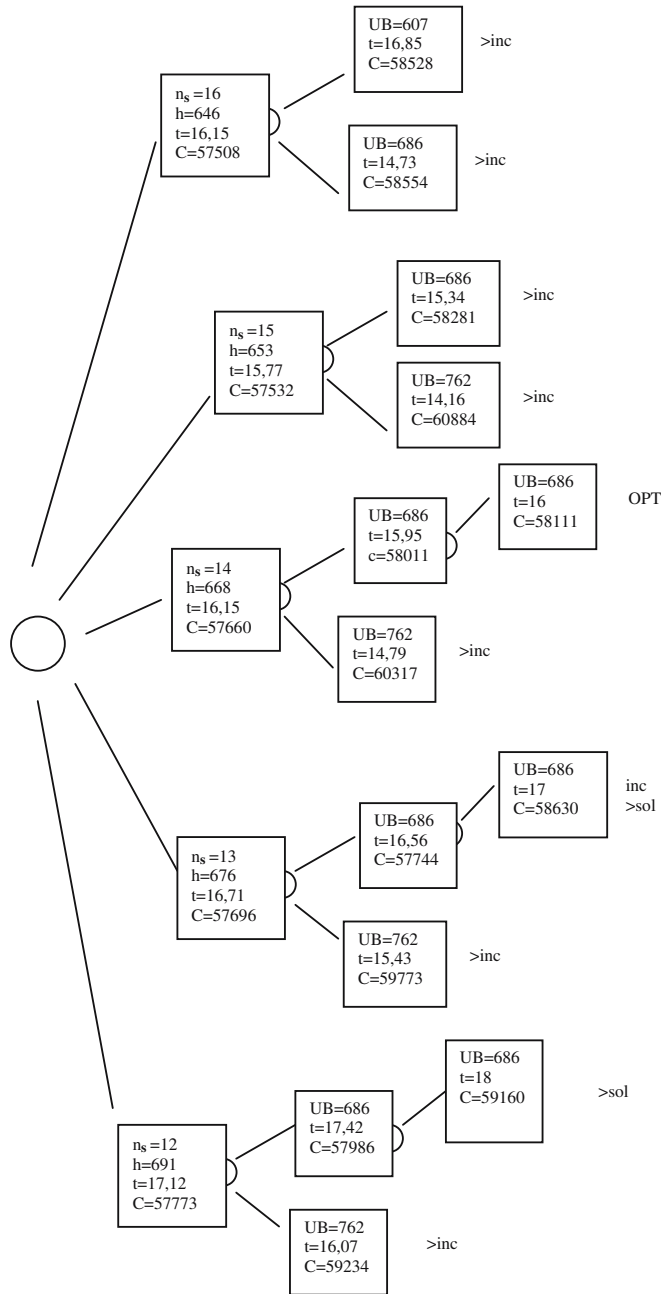 UB=607
t=16,85
C=58528
>inc
n_s =16
h=646
t=16,15
C=57508
UB=686
t=14,73
C=58554
>inc
UB=686
t=15,34
C=58281
>inc
n_s =15
h=653
t=15,77
C=57532
UB=762
t=14,16
C=60884
>inc
UB=686
t=16
C=58111
OPT
UB=686
t=15,95
c=58011
n_s =14
h=668
t=16,15
C=57660
UB=762
t=14,79
C=60317
>inc
UB=686
t=17
C=58630
inc
>sol
UB=686
t=16,56
C=57744
n_s =13
h=676
t=16,71
C=57696
UB=762
t=15,43
C=59773
>inc
UB=686
t=18
C=59160
>sol
UB=686
t=17,42
C=57986
n_s =12
h=691
t=17,12
C=57773
UB=762
t=16,07
C=59234
>inc